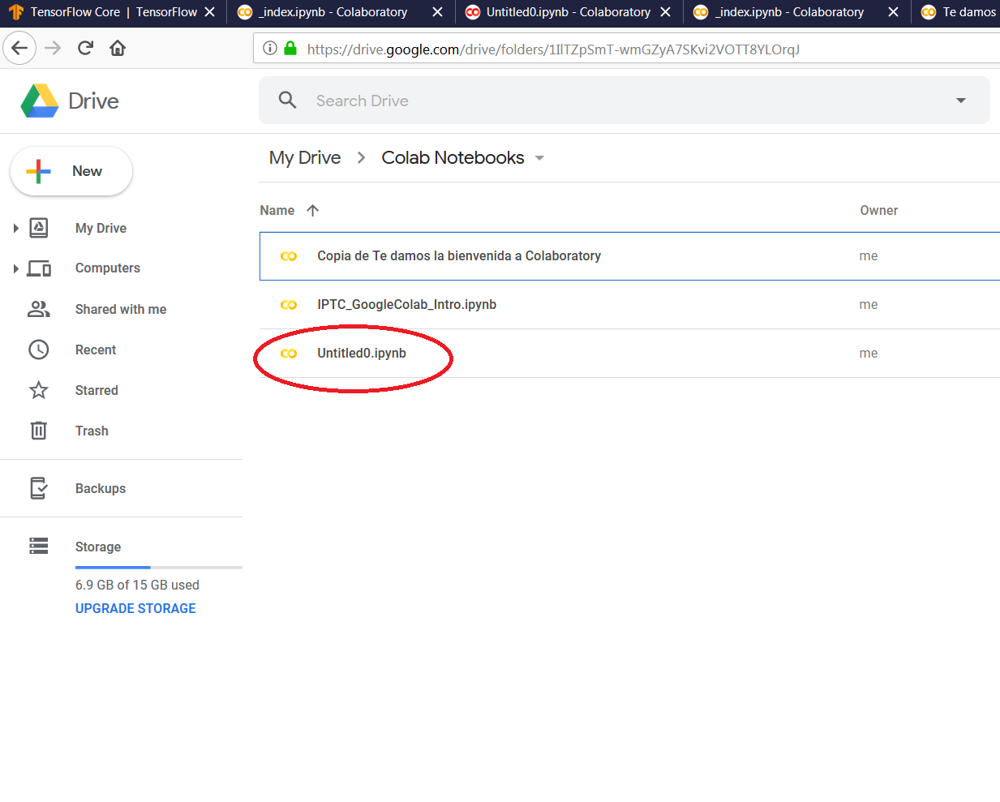 TensorFlow Core | TensorFlow
_index.ipynb - Colaboratory
Untitled0.ipynb - Colaboratory
_index.ipynb - Colaboratory
Te damos
https://drive.google.com/drive/folders/1IlTZpSmT-wmGZyA7SKvi2VOTT8YLOrqJ
Drive
Search Drive
New
My Drive
Computers
Shared with me
Recent
Starred
Trash
Backups
Storage
6.9 GB of 15 GB used
UPGRADE STORAGE
My Drive > Colab Notebooks
Name Owner
Copia de Te damos la bienvenida a Colaboratory me
IPTC_GoogleColab_Intro.ipynb me
Untitled0.ipynb me